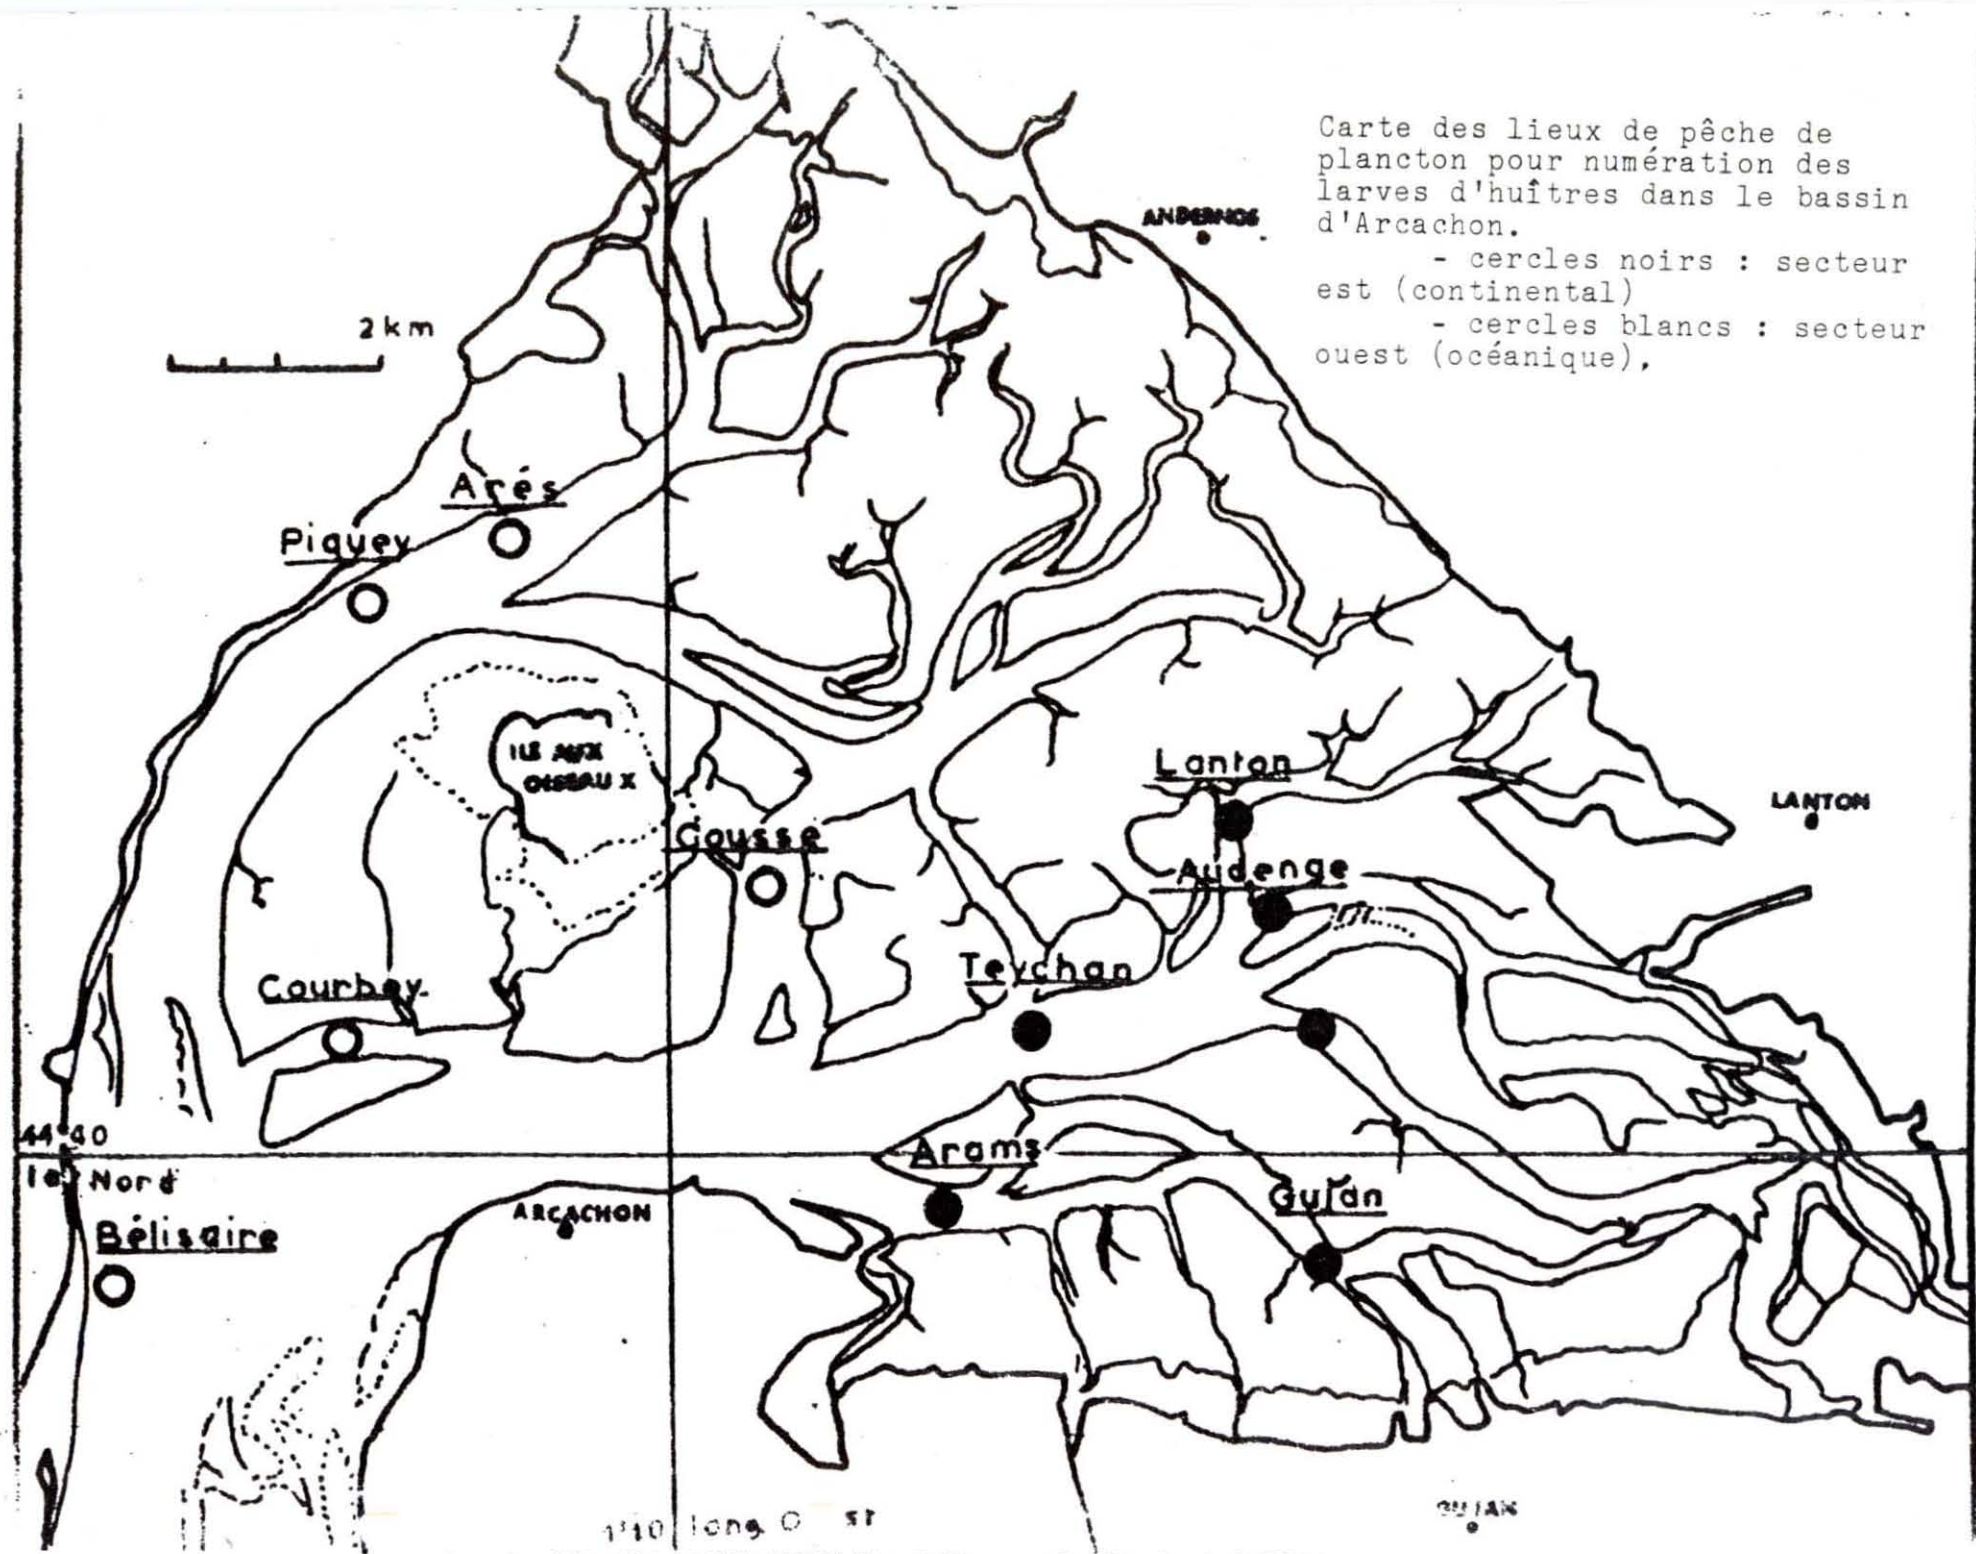 Carte des lieux de pêche de
plancton pour numération des
larves d'huîtres dans le bassin
d'Arcachon.
- cercles noirs : secteur
est (continental)
- cercles blancs : secteur
ouest (océanique),
ANDERNOS
2 km
Arés
Piquey
ILE AUX
OISEAUX
Lanton
LANTON
Gousse
Audenge
Teychan
Courbey
44°40
Nord
Arams
ARCACHON
Gujan
Bélisaire
1°10 long O
GUJAN